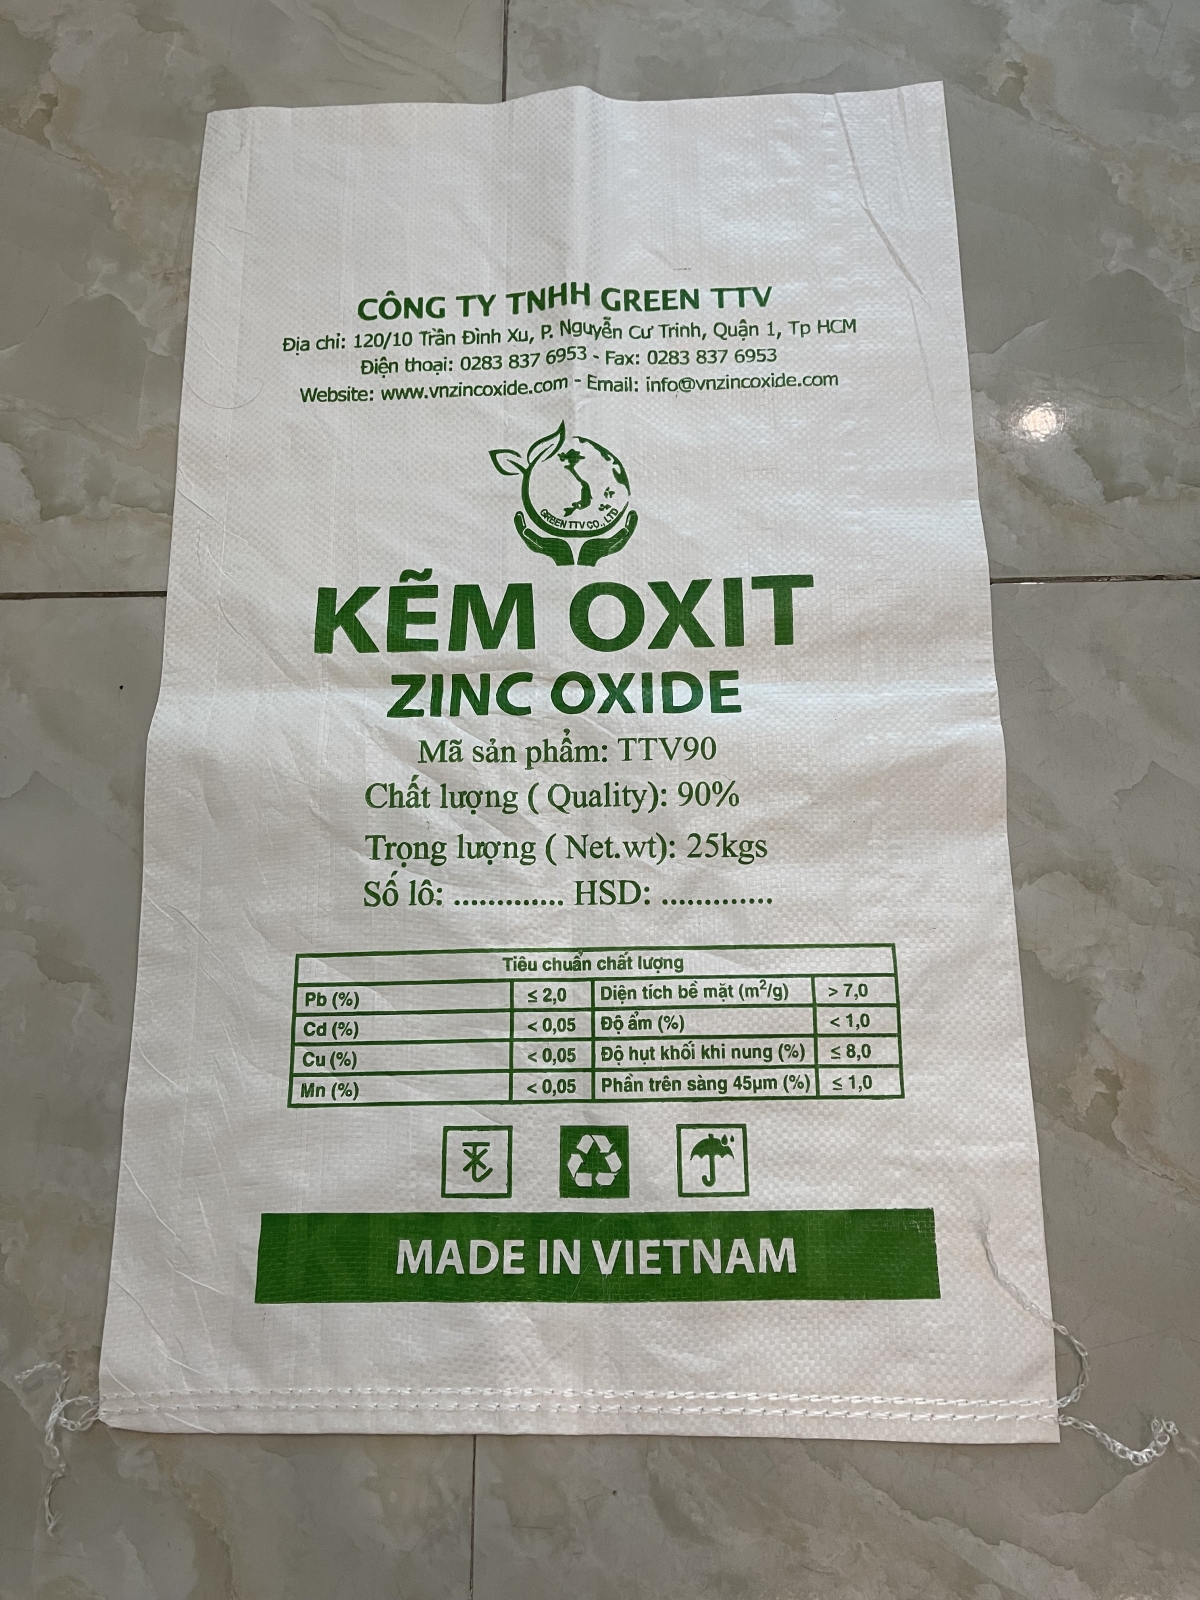 CÔNG TY TNHH GREEN TTV
Địa chỉ: 120/10 Trần Đình Xu, P. Nguyễn Cư Trinh, Quận 1, Tp HCM
Điện thoại: 0283 837 6953 - Fax: 0283 837 6953
Website: www.vnzincoxide.com - Email: info@vnzincoxide.com
GREEN TTV CO., LTD
KẼM OXIT
ZINC OXIDE
Mã sản phẩm: TTV90
Chất lượng ( Quality): 90%
Trọng lượng ( Net.wt): 25kgs
Số lô: ............. HSD: .............
Tiêu chuẩn chất lượng
Pb (%) ≤ 2,0 Diện tích bề mặt (m²/g) > 7,0
Cd (%) < 0,05 Độ ẩm (%) < 1,0
Cu (%) < 0,05 Độ hụt khối khi nung (%) ≤ 8,0
Mn (%) < 0,05 Phần trên sàng 45µm (%) ≤ 1,0
MADE IN VIETNAM